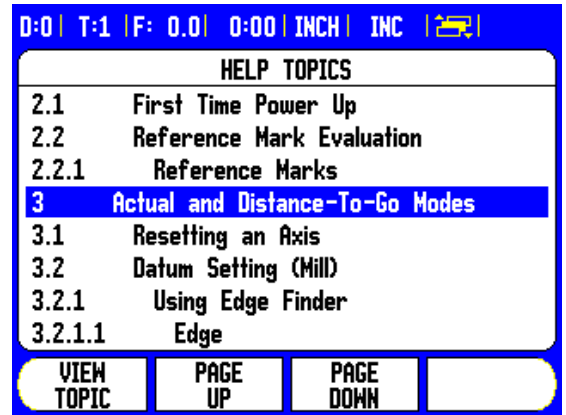 D:0 | T:1 | F: 0.0 | 0:00 | INCH | INC
HELP TOPICS
2.1 First Time Power Up
2.2 Reference Mark Evaluation
2.2.1 Reference Marks
3 Actual and Distance-To-Go Modes
3.1 Resetting an Axis
3.2 Datum Setting (Mill)
3.2.1 Using Edge Finder
3.2.1.1 Edge
VIEW TOPIC
PAGE UP
PAGE DOWN